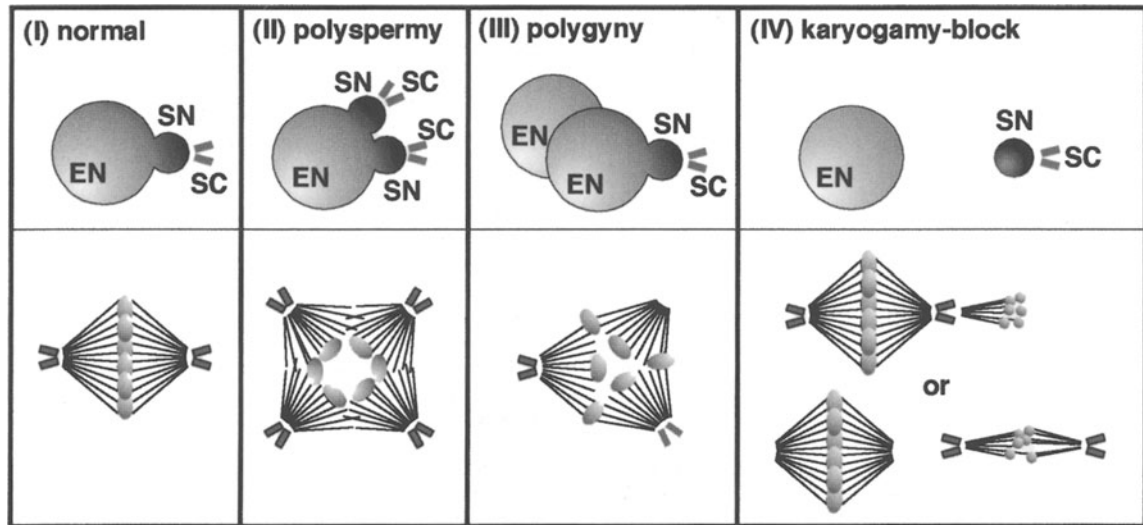 (I) normal
(II) polyspermy
(III) polygyny
(IV) karyogamy-block
SN
EN
SC
SN
SC
SC
EN
SN
EN
SN
EN
SC
SN
EN
SC
or